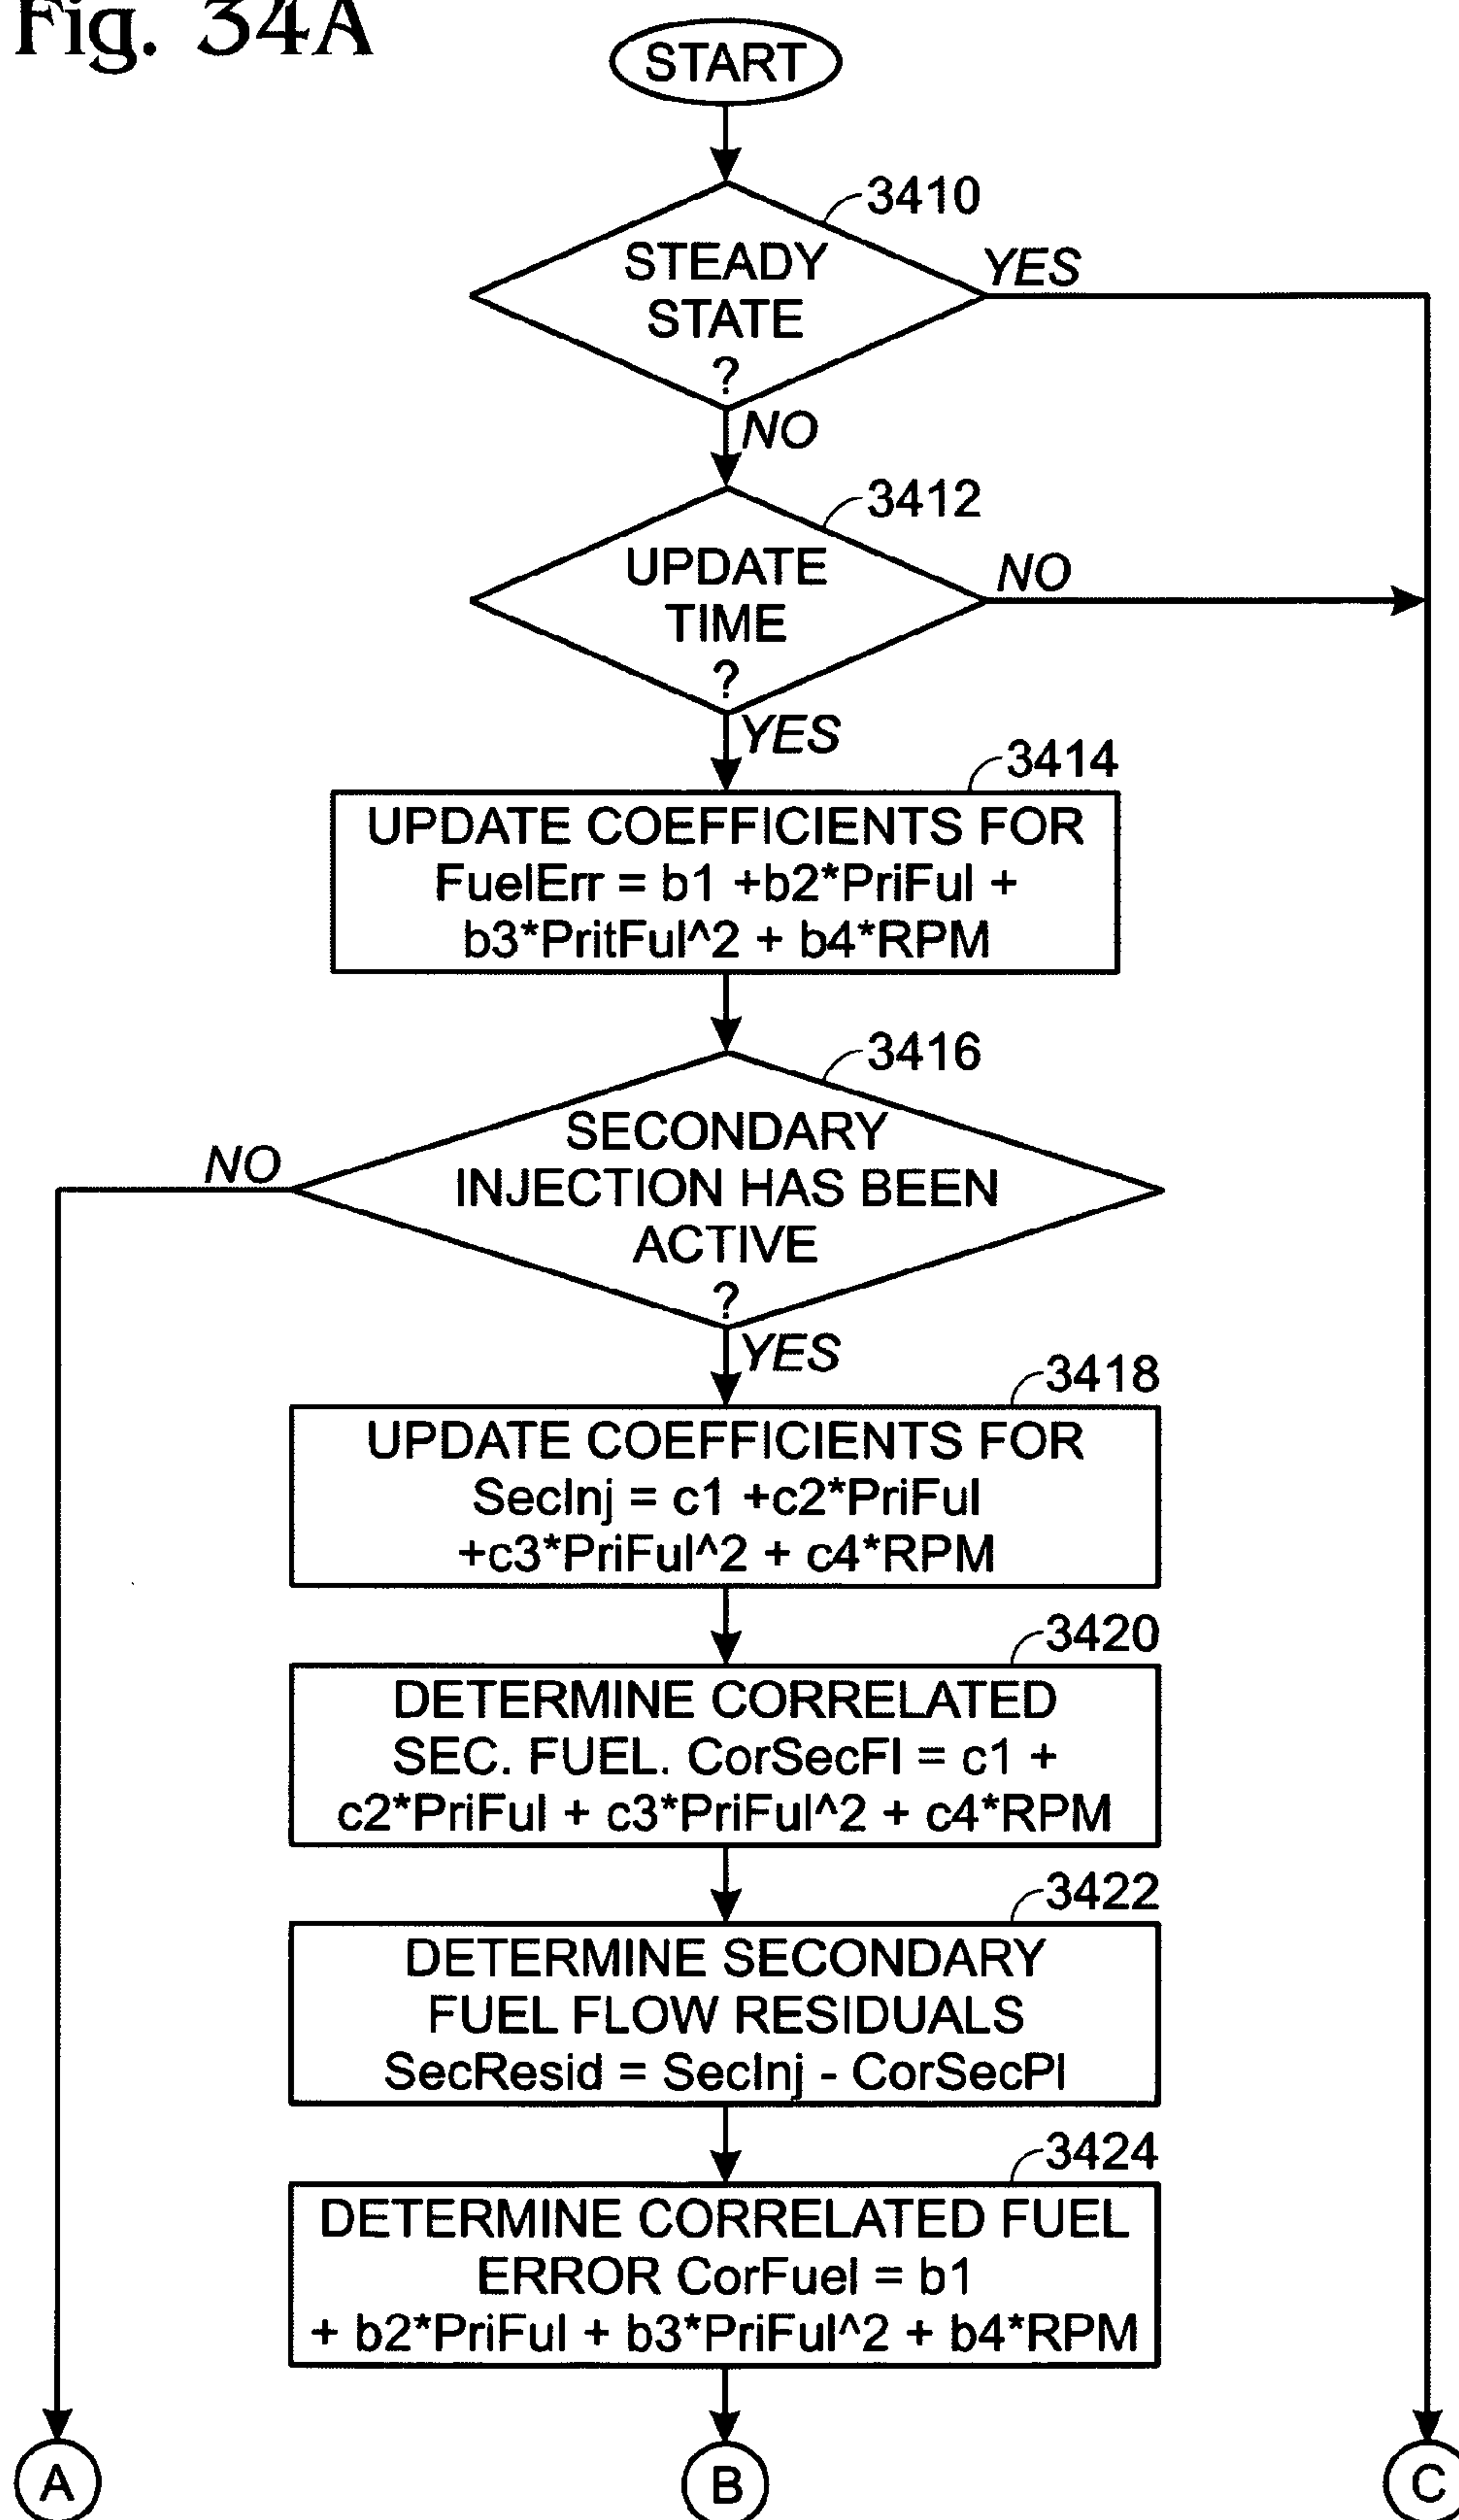 Fig. 34A
START
3410
STEADY
STATE
?
YES
NO
3412
UPDATE
TIME
?
NO
YES
3414
UPDATE COEFFICIENTS FOR
FuelErr = b1 +b2*PriFul +
b3*PritFul^2 + b4*RPM
3416
SECONDARY
INJECTION HAS BEEN
ACTIVE
?
NO
YES
3418
UPDATE COEFFICIENTS FOR
SecInj = c1 +c2*PriFul
+c3*PriFul^2 + c4*RPM
3420
DETERMINE CORRELATED
SEC. FUEL. CorSecFl = c1 +
c2*PriFul + c3*PriFul^2 + c4*RPM
3422
DETERMINE SECONDARY
FUEL FLOW RESIDUALS
SecResid = SecInj - CorSecPl
3424
DETERMINE CORRELATED FUEL
ERROR CorFuel = b1
+ b2*PriFul + b3*PriFul^2 + b4*RPM
A
B
C